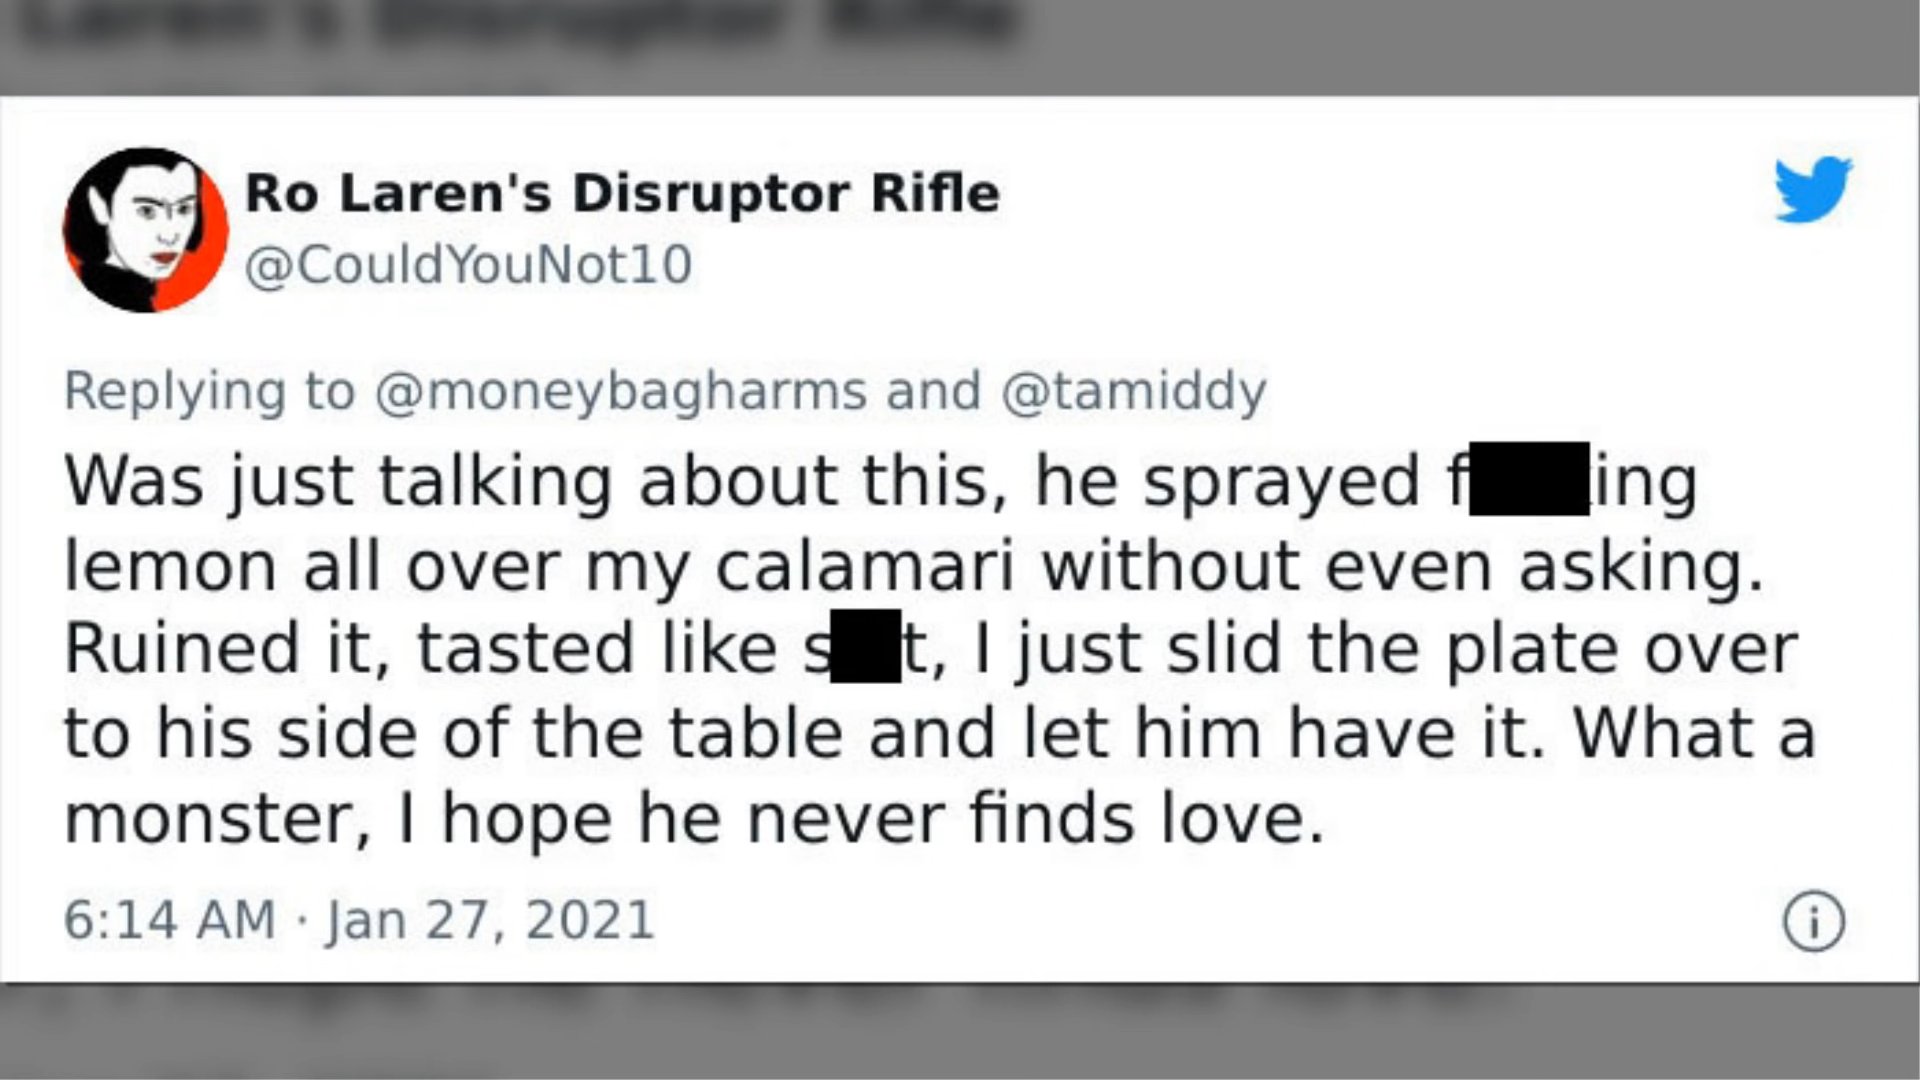 Laren's Disruptor Rifle
Ro Laren's Disruptor Rifle
@CouldYouNot10
Replying to @moneybagharms and @tamiddy
Was just talking about this, he sprayed f ing
lemon all over my calamari without even asking.
Ruined it, tasted like s t, I just slid the plate over
to his side of the table and let him have it. What a
monster, I hope he never finds love.
6:14 AM · Jan 27, 2021